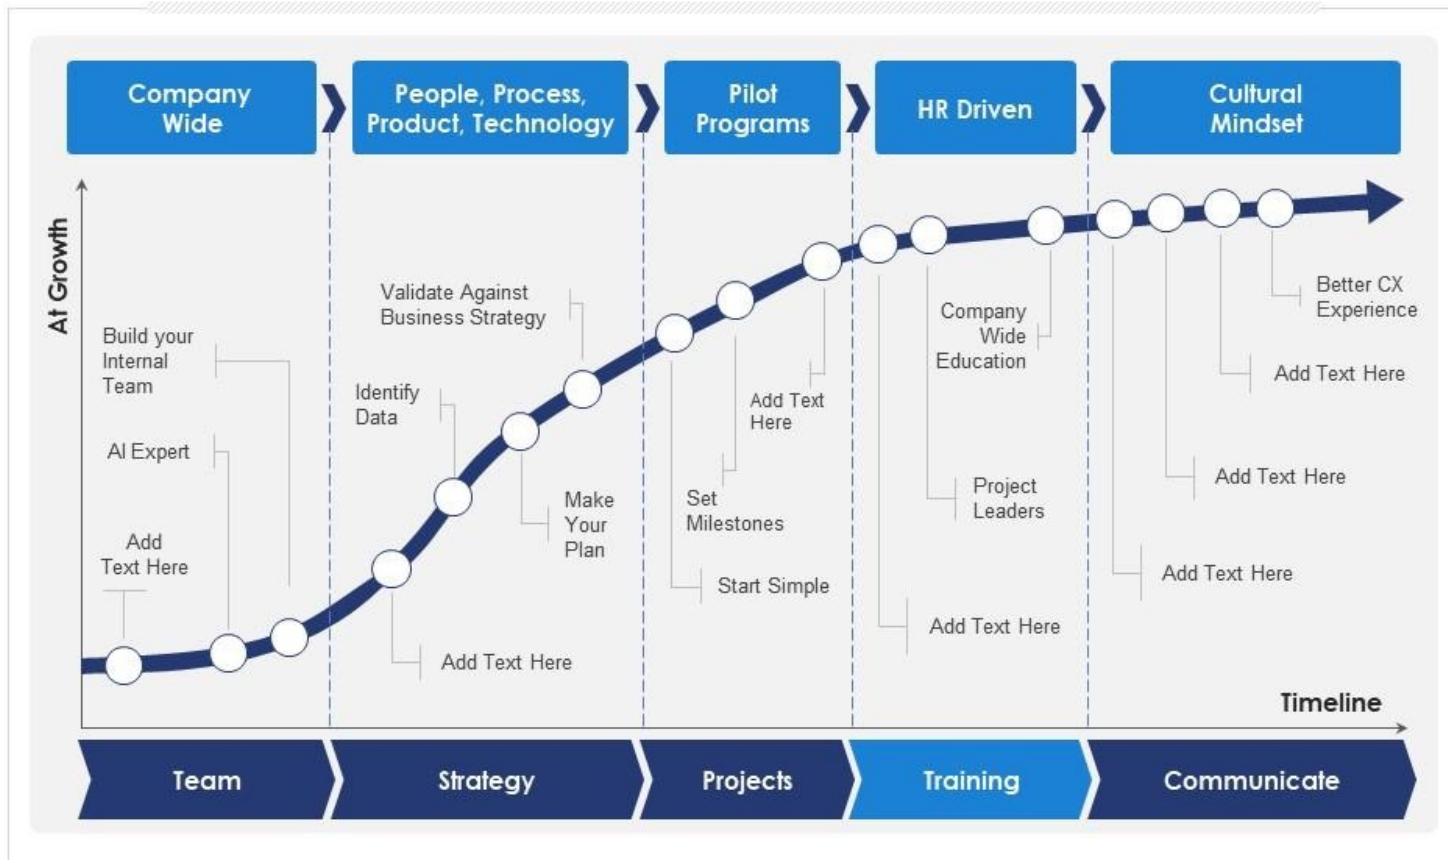 Company
Wide
People, Process,
Product, Technology
Pilot
Programs
HR Driven
Cultural
Mindset
At Growth
Build your
Internal
Team
AI Expert
Add
Text Here
Validate Against
Business Strategy
Identify
Data
Make
Your
Plan
Add Text Here
Add Text
Here
Set
Milestones
Start Simple
Company
Wide
Education
Project
Leaders
Add Text Here
Better CX
Experience
Add Text Here
Add Text Here
Add Text Here
Timeline
Team
Strategy
Projects
Training
Communicate